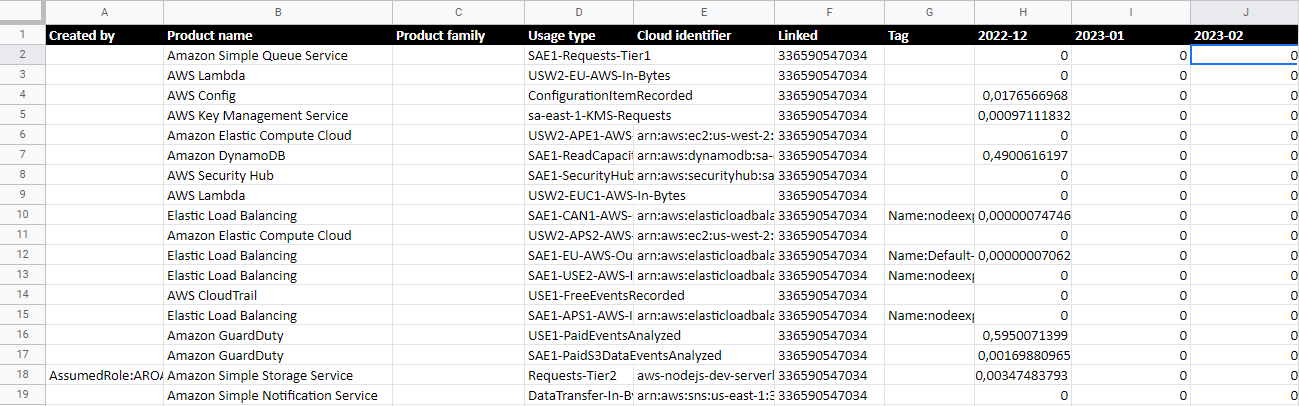 A B C D E F G H I J
1 Created by Product name Product family Usage type Cloud identifier Linked Tag 2022-12 2023-01 2023-02
2 Amazon Simple Queue Service SAE1-Requests-Tier1 336590547034 0 0 0
3 AWS Lambda USW2-EU-AWS-In-Bytes 336590547034 0 0 0
4 AWS Config ConfigurationItemRecorded 336590547034 0,0176566968 0 0
5 AWS Key Management Service sa-east-1-KMS-Requests 336590547034 0,00097111832 0 0
6 Amazon Elastic Compute Cloud USW2-APE1-AWS- arn:aws:ec2:us-west-2: 336590547034 0 0 0
7 Amazon DynamoDB SAE1-ReadCapaci arn:aws:dynamodb:sa- 336590547034 0,4900616197 0 0
8 AWS Security Hub SAE1-SecurityHub arn:aws:securityhub:sa 336590547034 0 0 0
9 AWS Lambda USW2-EUC1-AWS-In-Bytes 336590547034 0 0 0
10 Elastic Load Balancing SAE1-CAN1-AWS- arn:aws:elasticloadbala 336590547034 Name:nodeexp 0,00000074746 0 0
11 Amazon Elastic Compute Cloud USW2-APS2-AWS- arn:aws:ec2:us-west-2: 336590547034 0 0 0
12 Elastic Load Balancing SAE1-EU-AWS-Ou arn:aws:elasticloadbala 336590547034 Name:Default- 0,00000007062 0 0
13 Elastic Load Balancing SAE1-USE2-AWS-I arn:aws:elasticloadbala 336590547034 Name:nodeexp 0 0 0
14 AWS CloudTrail USE1-FreeEventsRecorded 336590547034 0 0 0
15 Elastic Load Balancing SAE1-APS1-AWS-I arn:aws:elasticloadbala 336590547034 Name:nodeexp 0 0 0
16 Amazon GuardDuty USE1-PaidEventsAnalyzed 336590547034 0,5950071399 0 0
17 Amazon GuardDuty SAE1-PaidS3DataEventsAnalyzed 336590547034 0,00169880965 0 0
18 AssumedRole:AROA Amazon Simple Storage Service Requests-Tier2 aws-nodejs-dev-serverl 336590547034 0,00347483793 0 0
19 Amazon Simple Notification Service DataTransfer-In-By arn:aws:sns:us-east-1:3 336590547034 0 0 0